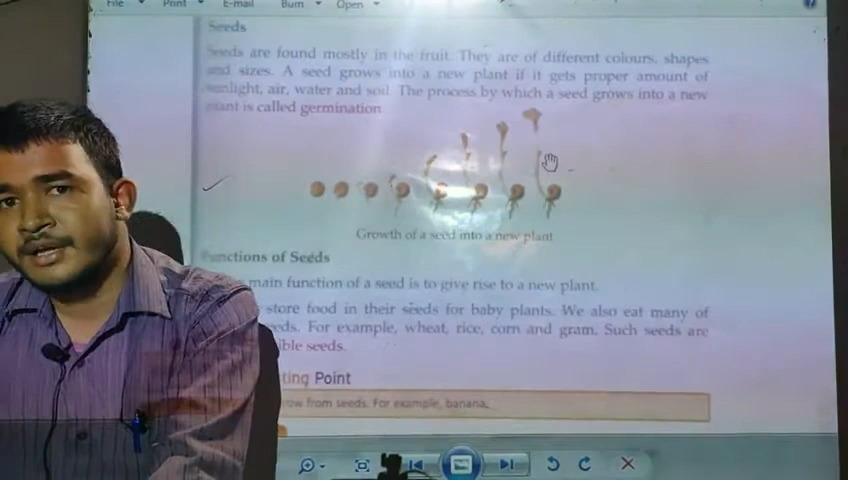 File Print E-mail Burn Open
Seeds
Seeds are found mostly in the fruit. They are of different colours, shapes
and sizes. A seed grows into a new plant if it gets proper amount of
sunlight, air, water and soil. The process by which a seed grows into a new
plant is called germination
Growth of a seed into a new plant
Functions of Seeds
main function of a seed is to give rise to a new plant.
store food in their seeds for baby plants. We also eat many of
eds. For example, wheat, rice, corn and gram. Such seeds are
ible seeds.
ting Point
ow from seeds. For example, banana,